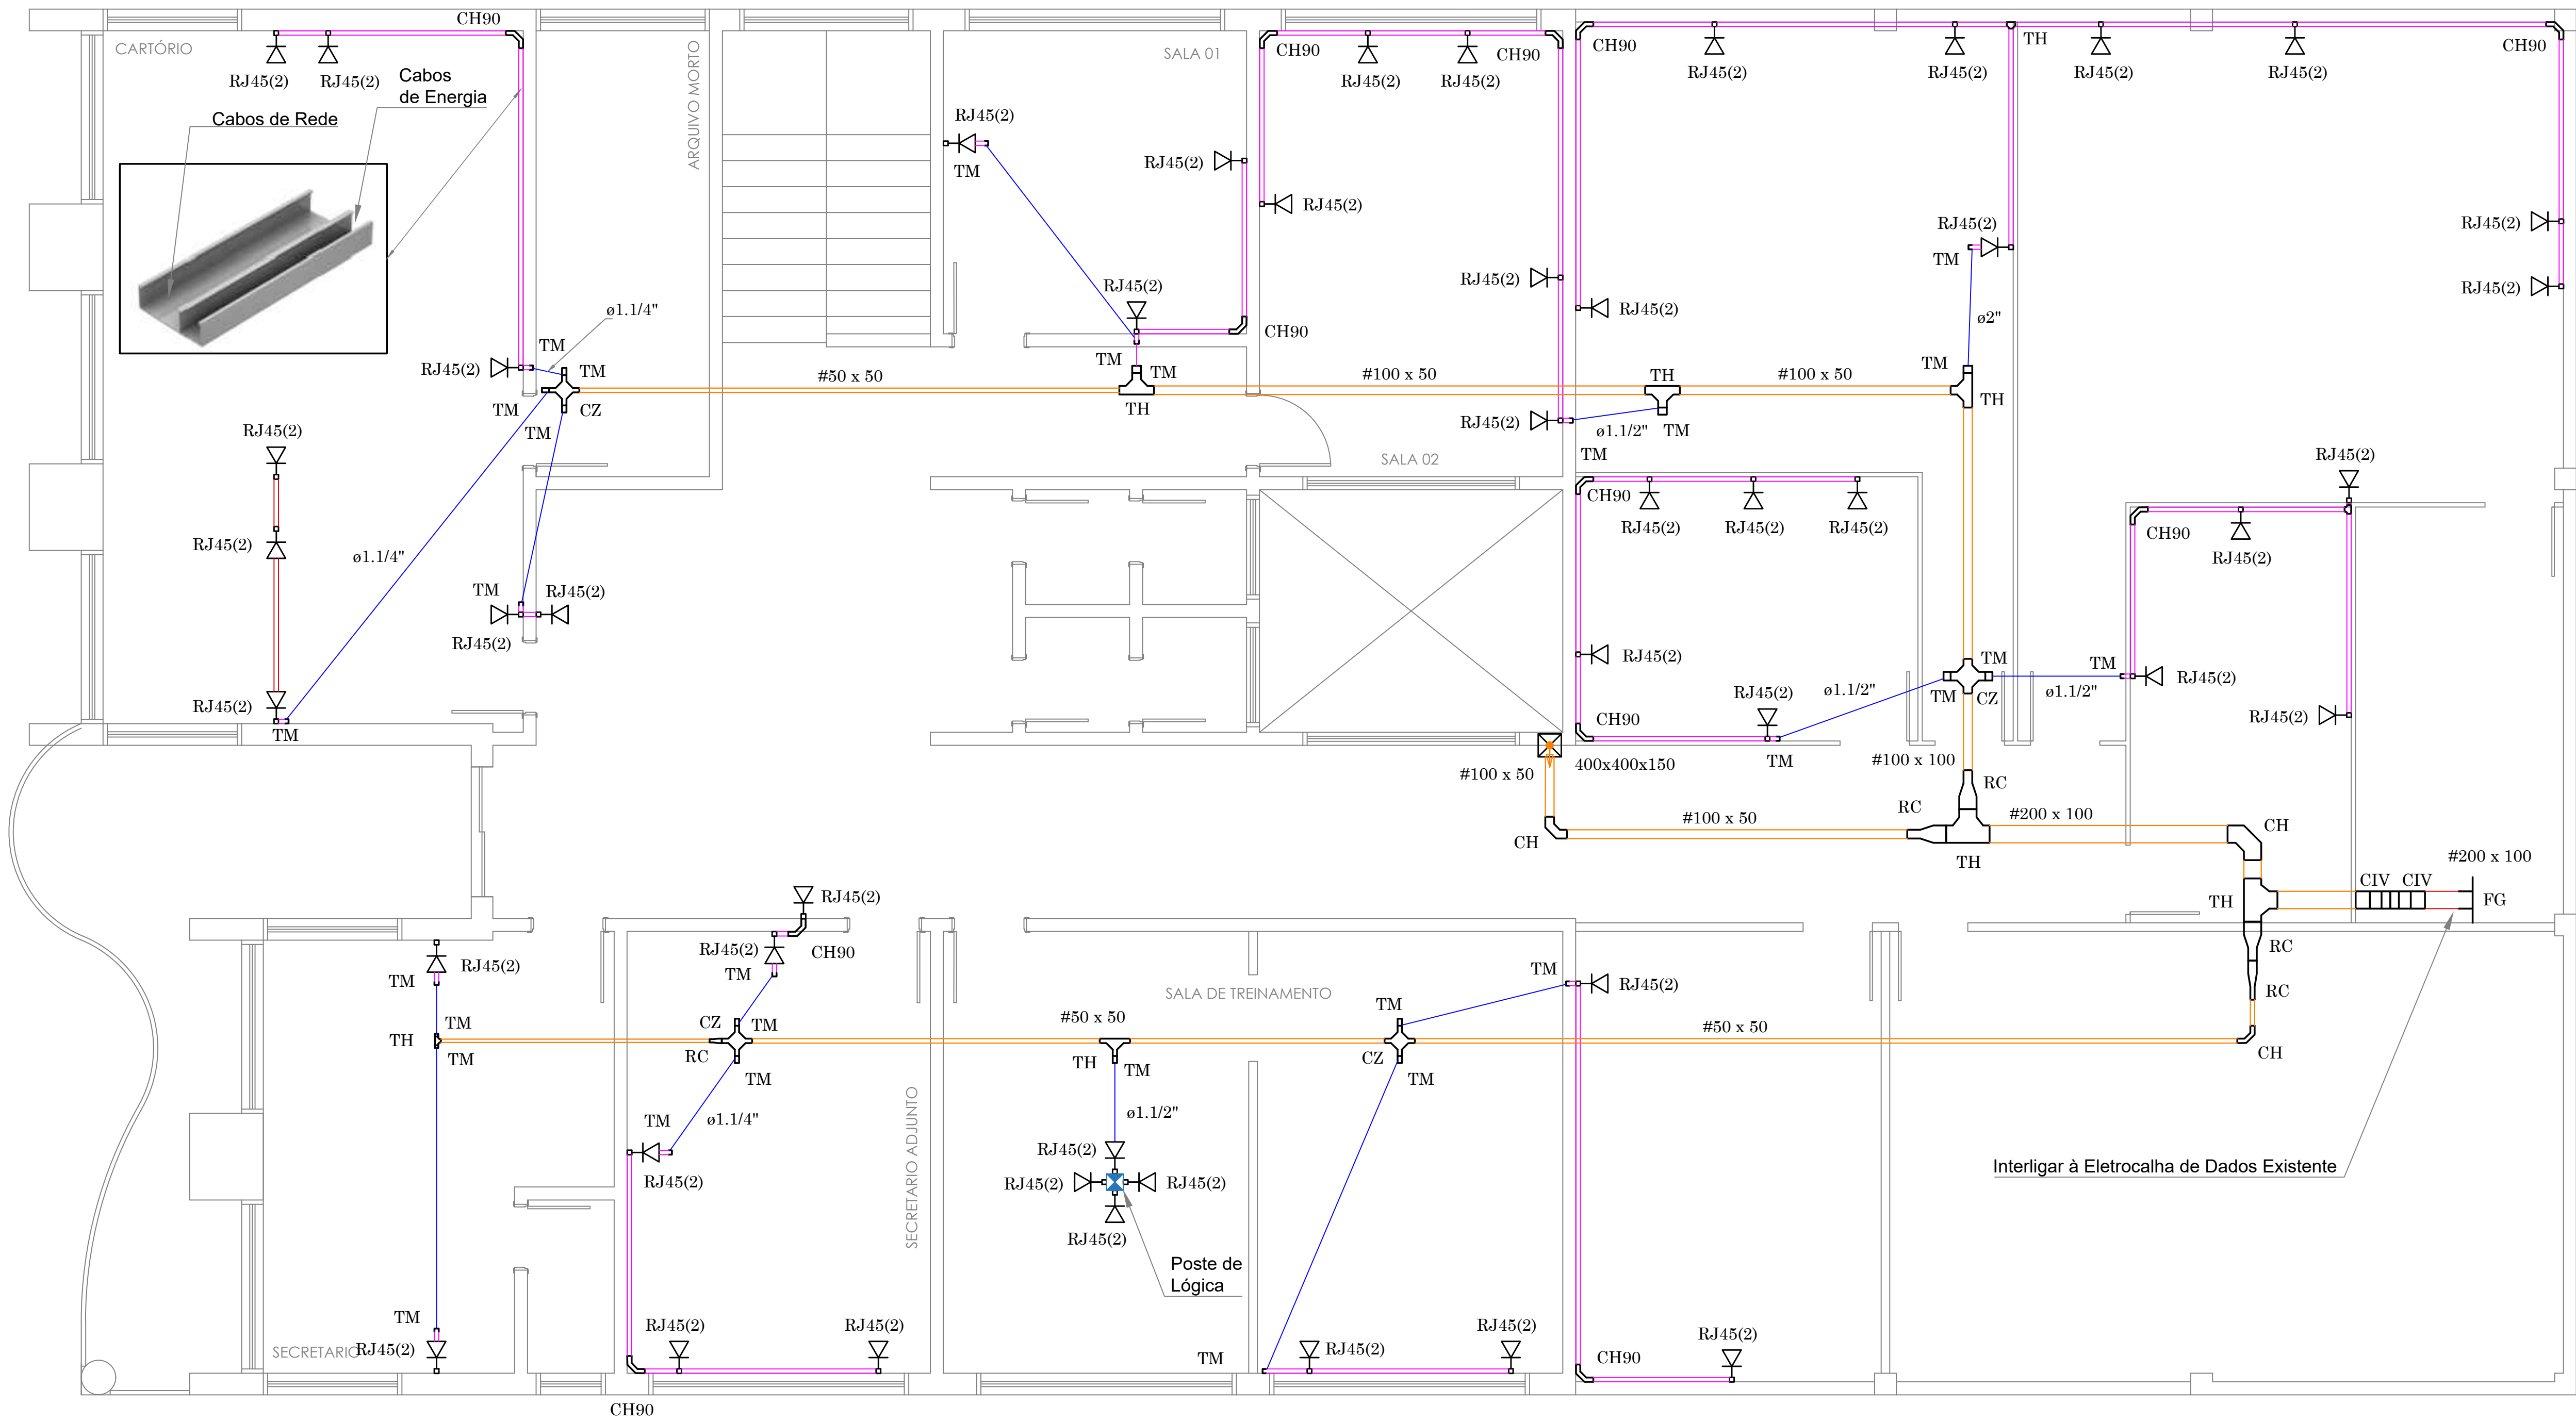 CH90
CARTÓRIO
RJ45(2)
RJ45(2)
Cabos
de Energia
Cabos de Rede
ARQUIVO MORTO
SALA 01
RJ45(2)
TM
RJ45(2)
RJ45(2)
CH90
CH90
CH90
RJ45(2)
RJ45(2)
RJ45(2)
RJ45(2)
CH90
RJ45(2)
RJ45(2)
TH
RJ45(2)
RJ45(2)
CH90
RJ45(2)
RJ45(2)
TM
RJ45(2)
RJ45(2)
RJ45(2)
ø2"
ø1.1/4"
TM
RJ45(2)
TM
TM
CZ
TM
#50 x 50
TM
TM
TH
#100 x 50
TH
#100 x 50
TM
TH
RJ45(2)
ø1.1/2"
TM
TM
SALA 02
RJ45(2)
RJ45(2)
RJ45(2)
ø1.1/4"
TM
RJ45(2)
RJ45(2)
TM
CH90
RJ45(2)
RJ45(2)
RJ45(2)
RJ45(2)
RJ45(2)
ø1.1/2"
CH90
TM
RJ45(2)
CH90
RJ45(2)
TM
TM
CZ
ø1.1/2"
TM
RJ45(2)
RJ45(2)
#100 x 50
400x400x150
#100 x 100
RC
RC
#100 x 50
#200 x 100
CH
CH
TH
#200 x 100
CIV
CIV
FG
TH
RC
RC
CH
RJ45(2)
RJ45(2)
CH90
TM
RJ45(2)
TM
TM
TH
TM
CZ
TM
RC
TM
ø1.1/4"
TM
RJ45(2)
SECRETARIO ADJUNTO
SALA DE TREINAMENTO
#50 x 50
TH
TM
ø1.1/2"
RJ45(2)
RJ45(2)
RJ45(2)
RJ45(2)
Poste de
Lógica
TM
CZ
TM
TM
RJ45(2)
#50 x 50
Interligar à Eletrocalha de Dados Existente
TM
RJ45(2)
SECRETARIO
RJ45(2)
RJ45(2)
TM
RJ45(2)
RJ45(2)
CH90
RJ45(2)
CH90